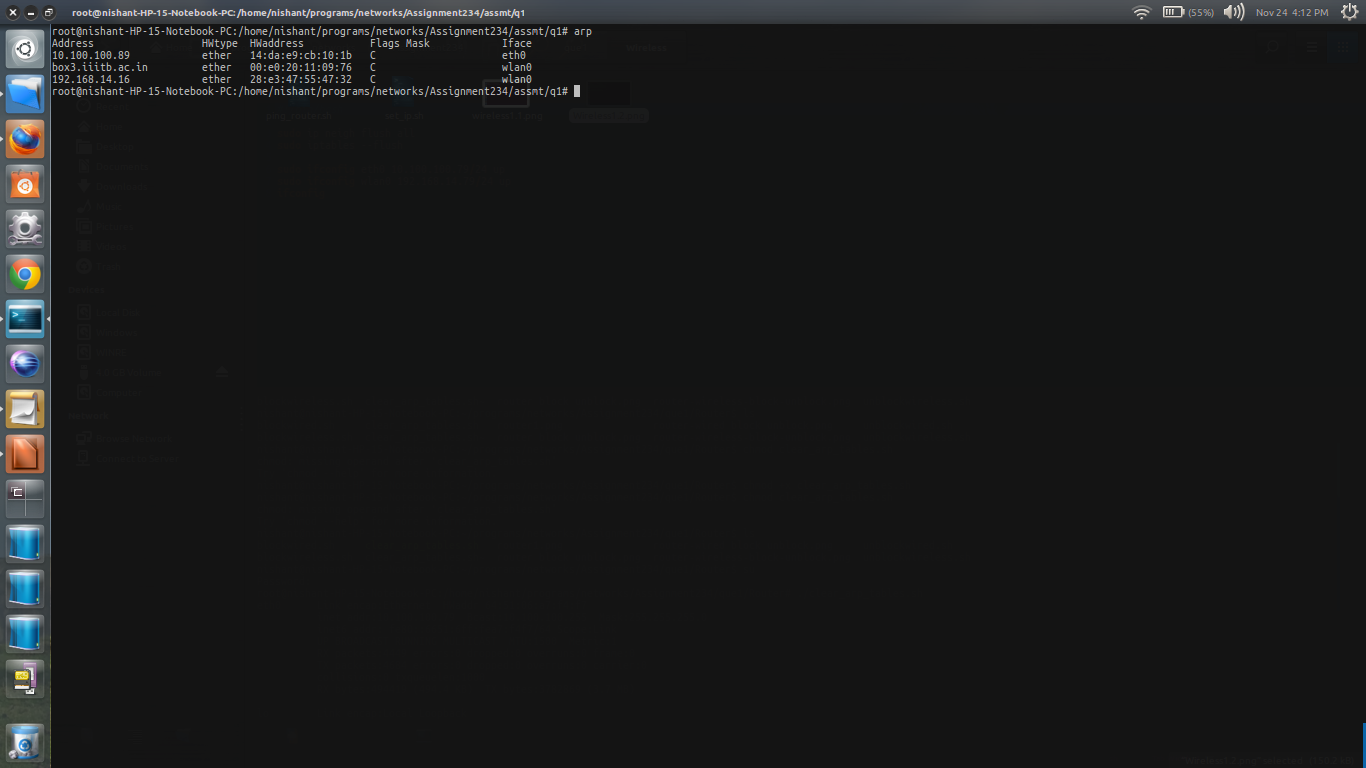 root@nishant-HP-15-Notebook-PC:/home/nishant/programs/networks/Assignment234/assmt/q1
(55%)
Nov 24 4:12 PM
root@nishant-HP-15-Notebook-PC:/home/nishant/programs/networks/Assignment234/assmt/q1# arp
Address HWtype HWaddress Flags Mask Iface
10.100.100.89 ether 14:da:e9:cb:10:1b C eth0
box3.iiitb.ac.in ether 00:e0:20:11:09:76 C wlan0
192.168.14.16 ether 28:e3:47:55:47:32 C wlan0
root@nishant-HP-15-Notebook-PC:/home/nishant/programs/networks/Assignment234/assmt/q1#